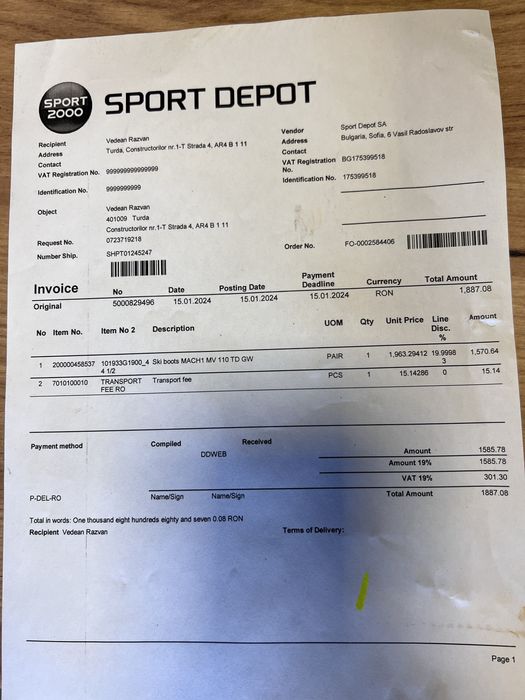 SPORT
2000
SPORT DEPOT
Recipient Vedean Razvan
Address Turda, Constructorilor nr.1-T Strada 4, AR4 B 1 11
Contact
VAT Registration No. 99999999999999
Identification No. 9999999999
Vendor Sport Depot SA
Address Bulgaria, Sofia, 6 Vasil Radoslavov str
Contact
VAT Registration No. BG175399518
Identification No. 175399518
Object Vedean Razvan
401009 Turda
Constructorilor nr.1-T Strada 4, AR4 B 1 11
Request No. 0723719218
Number Ship. SHPT01245247
Order No. FO-0002584406
Invoice No Date Posting Date Payment Deadline Currency Total Amount
Original 5000829496 15.01.2024 15.01.2024 15.01.2024 RON 1,887.08
No Item No. Item No 2 Description UOM Qty Unit Price Line Disc. % Amount
1 200000458537 101933G1900_4 4 1/2 Ski boots MACH1 MV 110 TD GW PAIR 1 1,963.29412 19.9998 3 1,570.64
2 7010100010 TRANSPORT FEE RO Transport fee PCS 1 15.14286 0 15.14
Payment method Compiled Received
DDWEB
Amount 1585.78
Amount 19% 1585.78
VAT 19% 301.30
P-DEL-RO Name/Sign Name/Sign Total Amount 1887.08
Total in words: One thousand eight hundreds eighty and seven 0.08 RON
Recipient Vedean Razvan Terms of Delivery:
Page 1